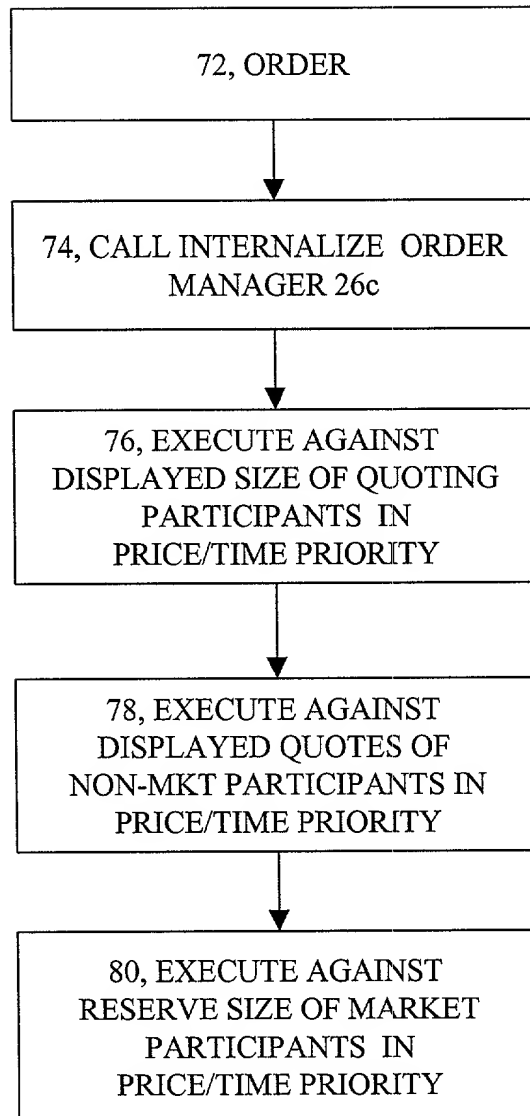 72, ORDER
74, CALL INTERNALIZE ORDER
MANAGER 26c
76, EXECUTE AGAINST
DISPLAYED SIZE OF QUOTING
PARTICIPANTS IN
PRICE/TIME PRIORITY
78, EXECUTE AGAINST
DISPLAYED QUOTES OF
NON-MKT PARTICIPANTS IN
PRICE/TIME PRIORITY
80, EXECUTE AGAINST
RESERVE SIZE OF MARKET
PARTICIPANTS IN
PRICE/TIME PRIORITY